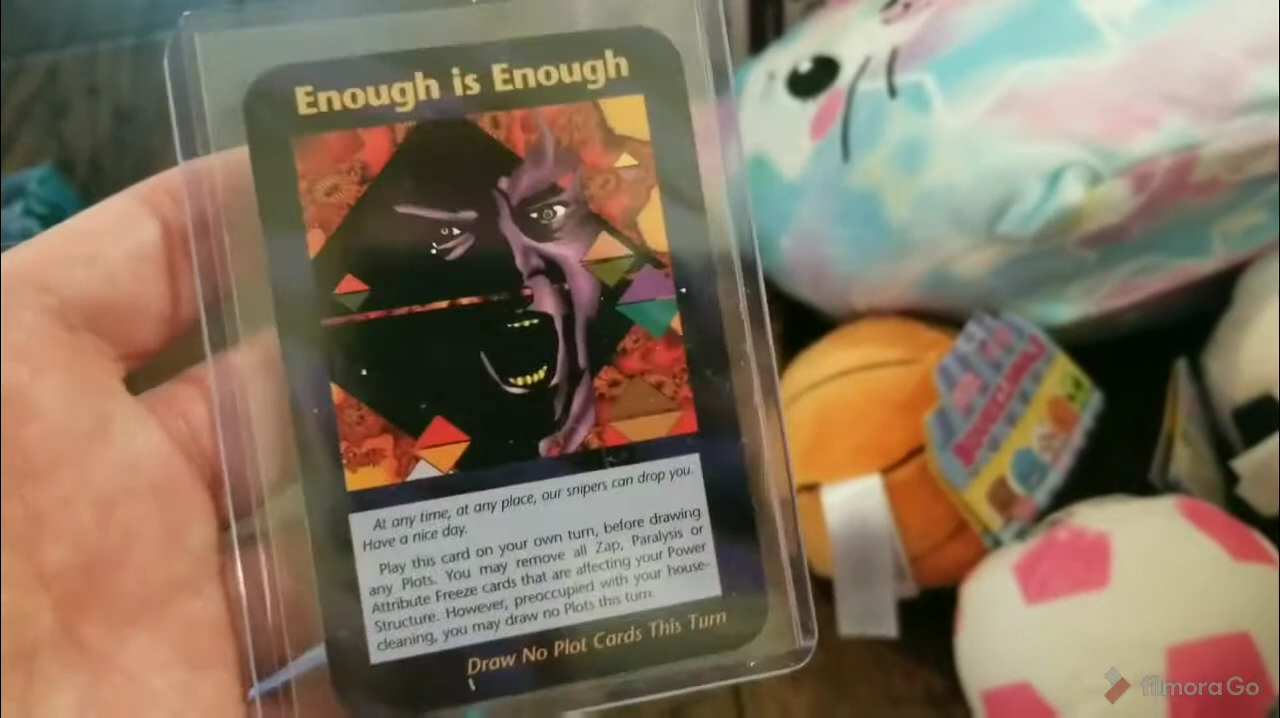 Enough is Enough
At any time, at any place, our snipers can drop you.
Have a nice day.
Play this card on your own turn, before drawing
any Plots. You may remove all Zap, Paralysis or
Attribute Freeze cards that are affecting your Power
Structure. However, preoccupied with your house-
cleaning, you may draw no Plots this turn.
Draw No Plot Cards This Turn
filmoraGo